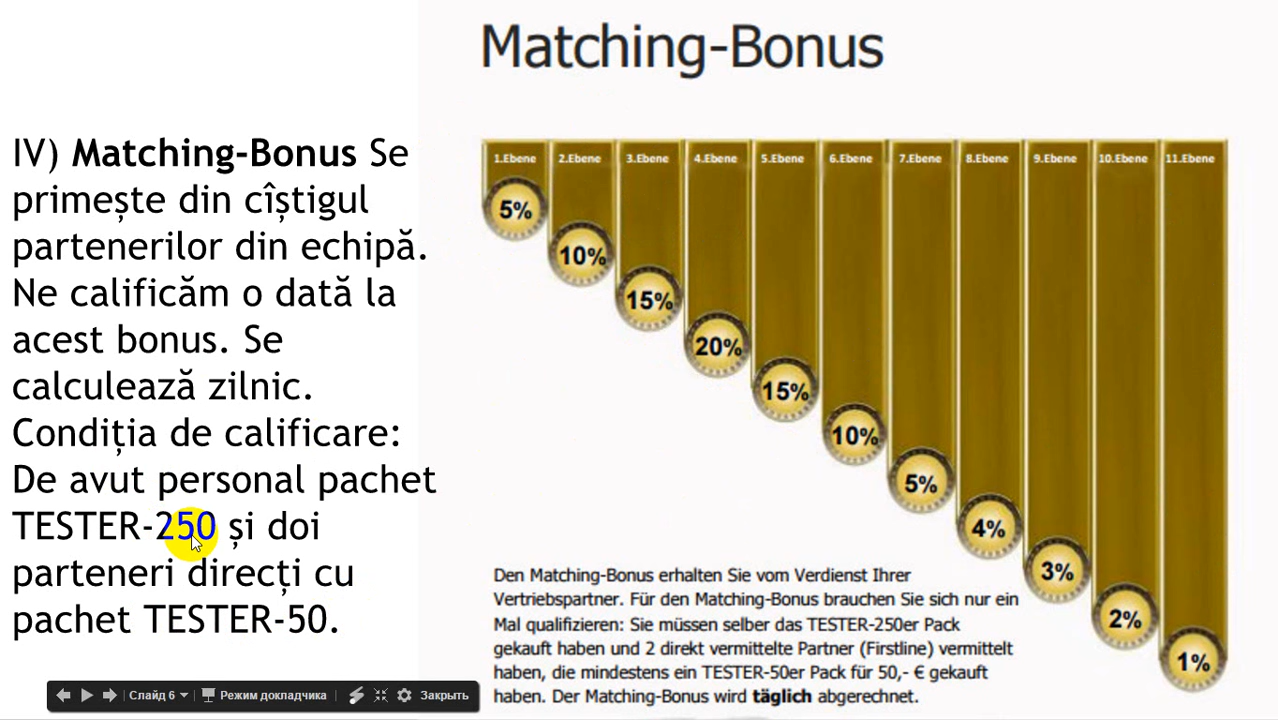 Matching-Bonus
IV) Matching-Bonus Se
primește din cîștigul
partenerilor din echipă.
Ne calificăm o dată la
acest bonus. Se
calculează zilnic.
Condiția de calificare:
De avut personal pachet
TESTER-250 și doi
parteneri direcți cu
pachet TESTER-50.
1.Ebene 2.Ebene 3.Ebene 4.Ebene 5.Ebene 6.Ebene 7.Ebene 8.Ebene 9.Ebene 10.Ebene 11.Ebene
5%
10%
15%
20%
15%
10%
5%
4%
3%
2%
1%
Den Matching-Bonus erhalten Sie vom Verdienst Ihrer
Vertriebspartner. Für den Matching-Bonus brauchen Sie sich nur ein
Mal qualifizieren: Sie müssen selber das TESTER-250er Pack
gekauft haben und 2 direkt vermittelte Partner (Firstline) vermittelt
haben, die mindestens ein TESTER-50er Pack für 50,- € gekauft
haben. Der Matching-Bonus wird täglich abgerechnet.
Слайд 6 Режим докладчика Закрыть